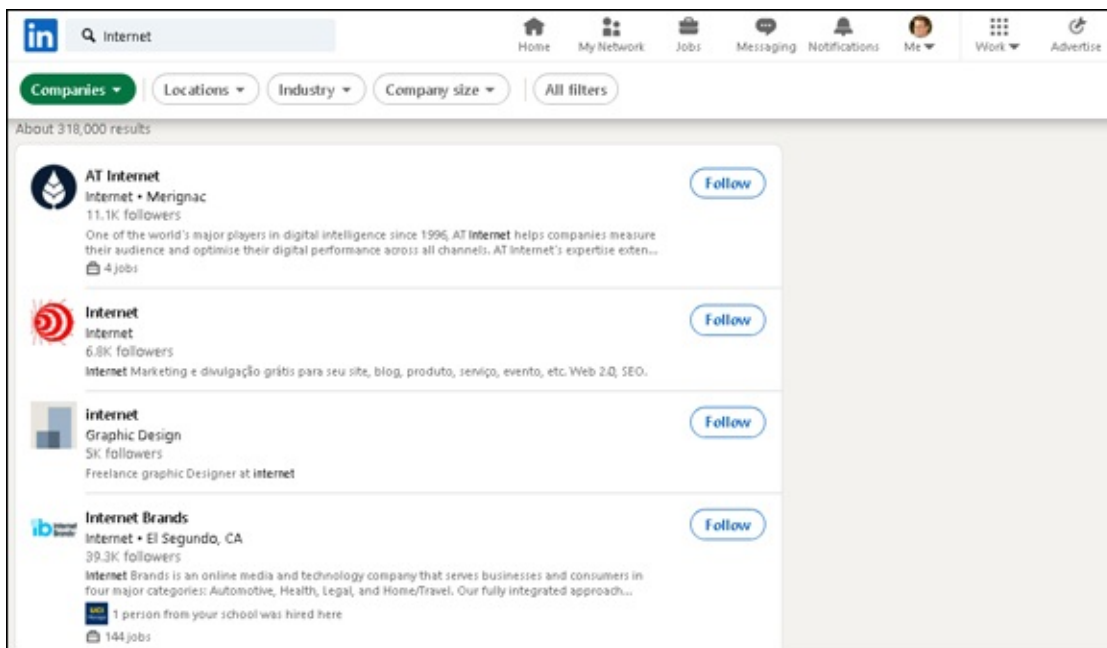 in
Internet
Home
My Network
Jobs
Messaging
Notifications
Me
Work
Advertise
Companies
Locations
Industry
Company size
All filters
About 318,000 results
AT Internet
Follow
Internet • Merignac
11.1K followers
One of the world's major players in digital intelligence since 1996, AT Internet helps companies measure
their audience and optimise their digital performance across all channels. AT Internet's expertise exten...
4 jobs
Internet
Follow
Internet
6.8K followers
Internet Marketing e divulgação grátis para seu site, blog, produto, serviço, evento, etc. Web 2.0, SEO.
internet
Follow
Graphic Design
5K followers
Freelance graphic Designer at internet
ib Internet
Brands
Internet Brands
Follow
Internet • El Segundo, CA
39.3K followers
Internet Brands is an online media and technology company that serves businesses and consumers in
four major categories: Automotive, Health, Legal, and Home/Travel. Our fully integrated approach...
UCI
1 person from your school was hired here
144 jobs